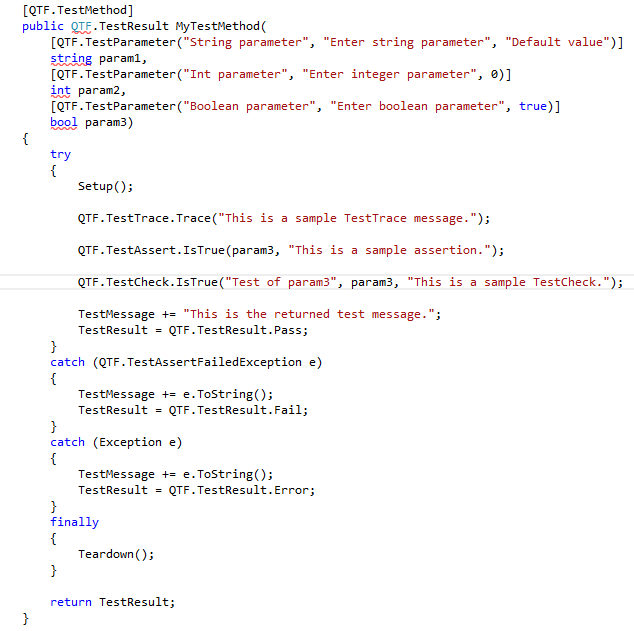 [QTF.TestMethod]
public QTF.TestResult MyTestMethod(
[QTF.TestParameter("String parameter", "Enter string parameter", "Default value")]
string param1,
[QTF.TestParameter("Int parameter", "Enter integer parameter", 0)]
int param2,
[QTF.TestParameter("Boolean parameter", "Enter boolean parameter", true)]
bool param3)
{
try
{
Setup();
QTF.TestTrace.Trace("This is a sample TestTrace message.");
QTF.TestAssert.IsTrue(param3, "This is a sample assertion.");
QTF.TestCheck.IsTrue("Test of param3", param3, "This is a sample TestCheck.");
TestMessage += "This is the returned test message.";
TestResult = QTF.TestResult.Pass;
}
catch (QTF.TestAssertFailedException e)
{
TestMessage += e.ToString();
TestResult = QTF.TestResult.Fail;
}
catch (Exception e)
{
TestMessage += e.ToString();
TestResult = QTF.TestResult.Error;
}
finally
{
Teardown();
}
return TestResult;
}